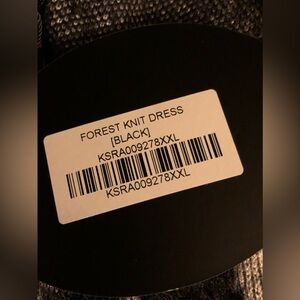 FOREST KNIT DRESS
[BLACK]
KSRA009278XXL
KSRA009278XXL